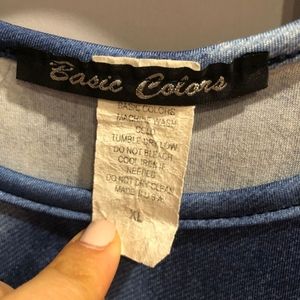 Basic Colors
BASIC COLORS
MACHINE WASH
COLD
TUMBLE DRY LOW
DO NOT BLEACH
COOL IRON IF
NEEDED
DO NOT DRY CLEAN
MADE IN U.S.A.
XL